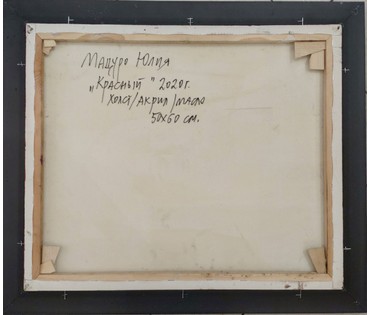 Мацуро Юлия
„Красный" 2020г.
Холст/Акрил/масло
50х60 см.